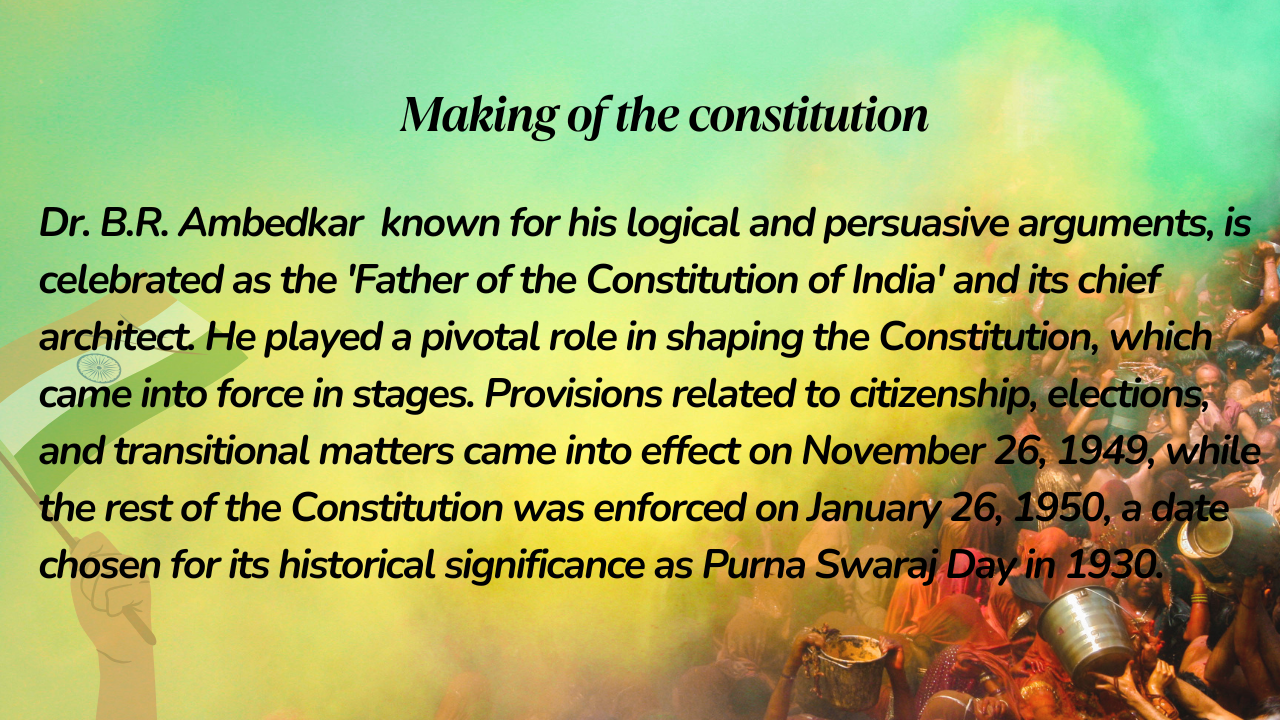 Making of the constitution
Dr. B.R. Ambedkar  known for his logical and persuasive arguments, is
celebrated as the 'Father of the Constitution of India' and its chief
architect. He played a pivotal role in shaping the Constitution, which
came into force in stages. Provisions related to citizenship, elections,
and transitional matters came into effect on November 26, 1949, while
the rest of the Constitution was enforced on January 26, 1950, a date
chosen for its historical significance as Purna Swaraj Day in 1930.